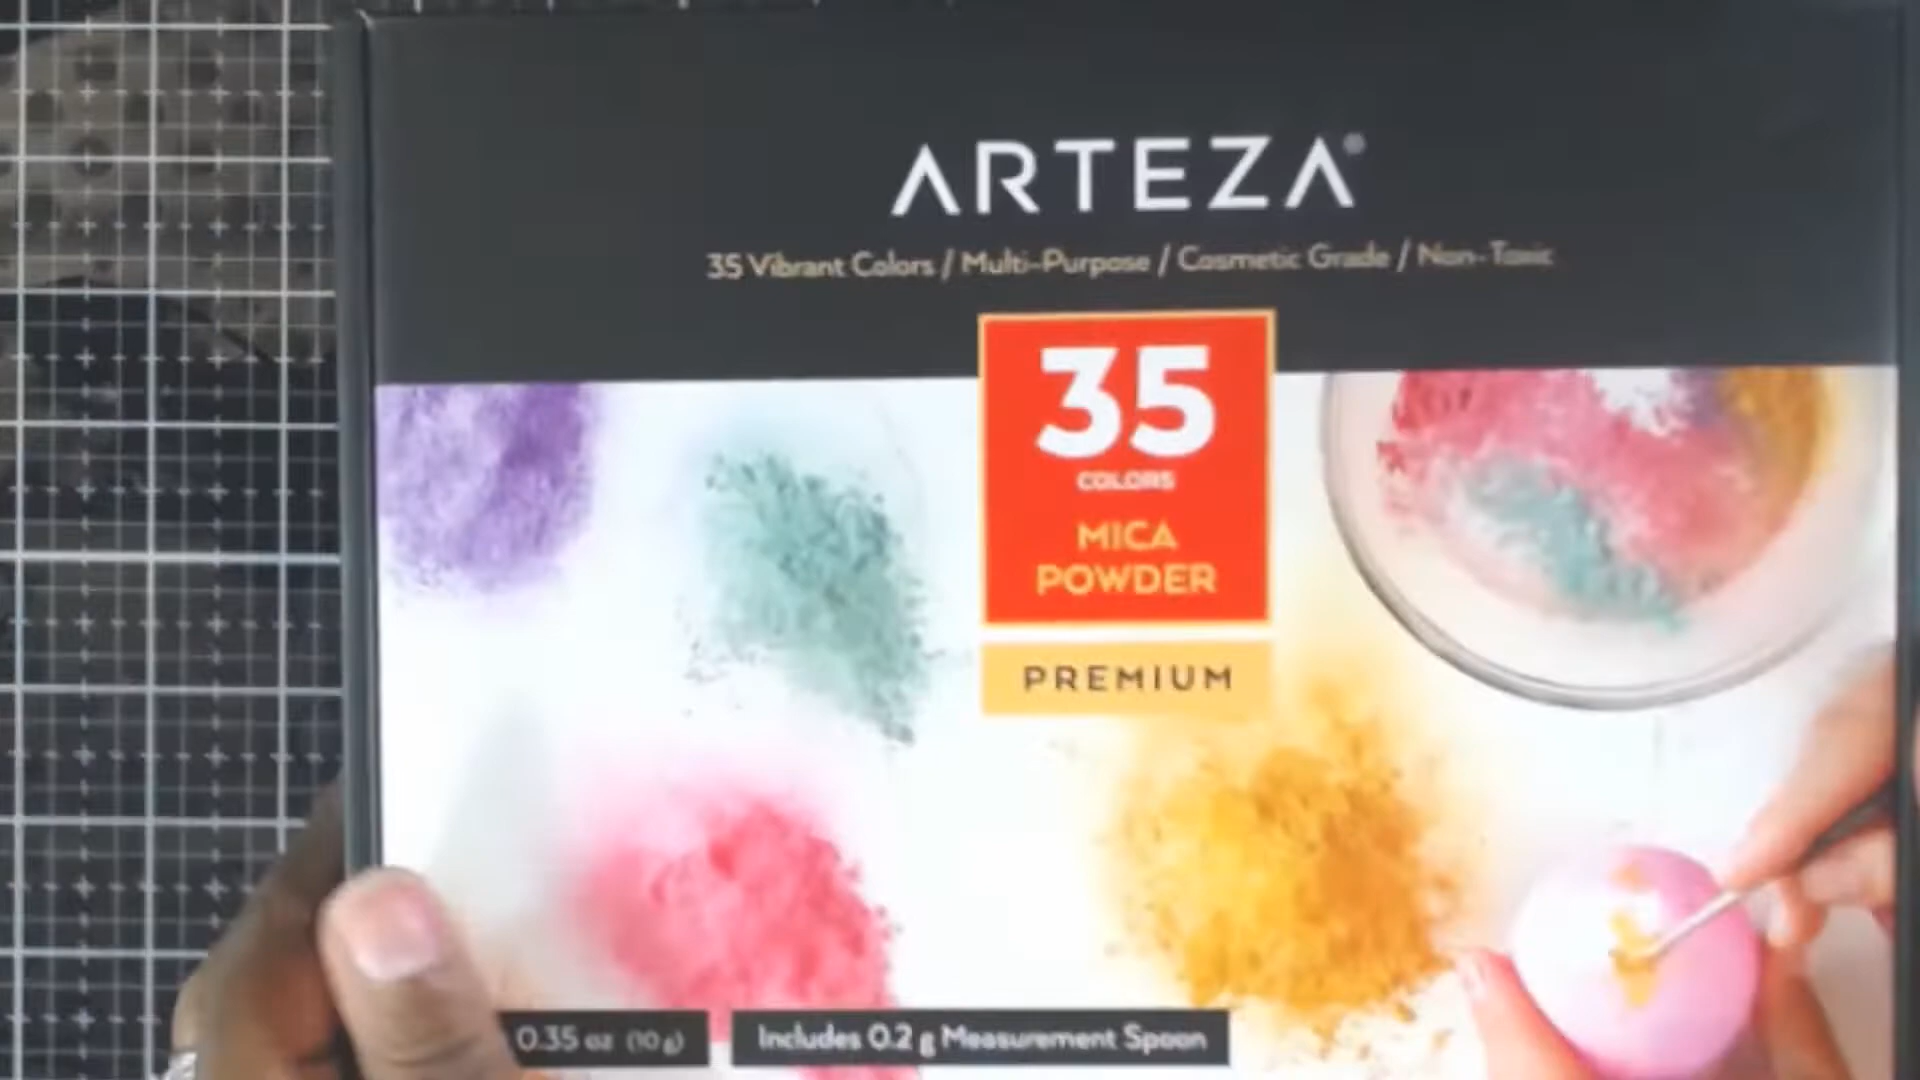 ARTEZA®
35 Vibrant Colors / Multi-Purpose / Cosmetic Grade / Non-Toxic
35
COLORS
MICA
POWDER
PREMIUM
0.35 oz (10 g)
Includes 0.2 g Measurement Spoon